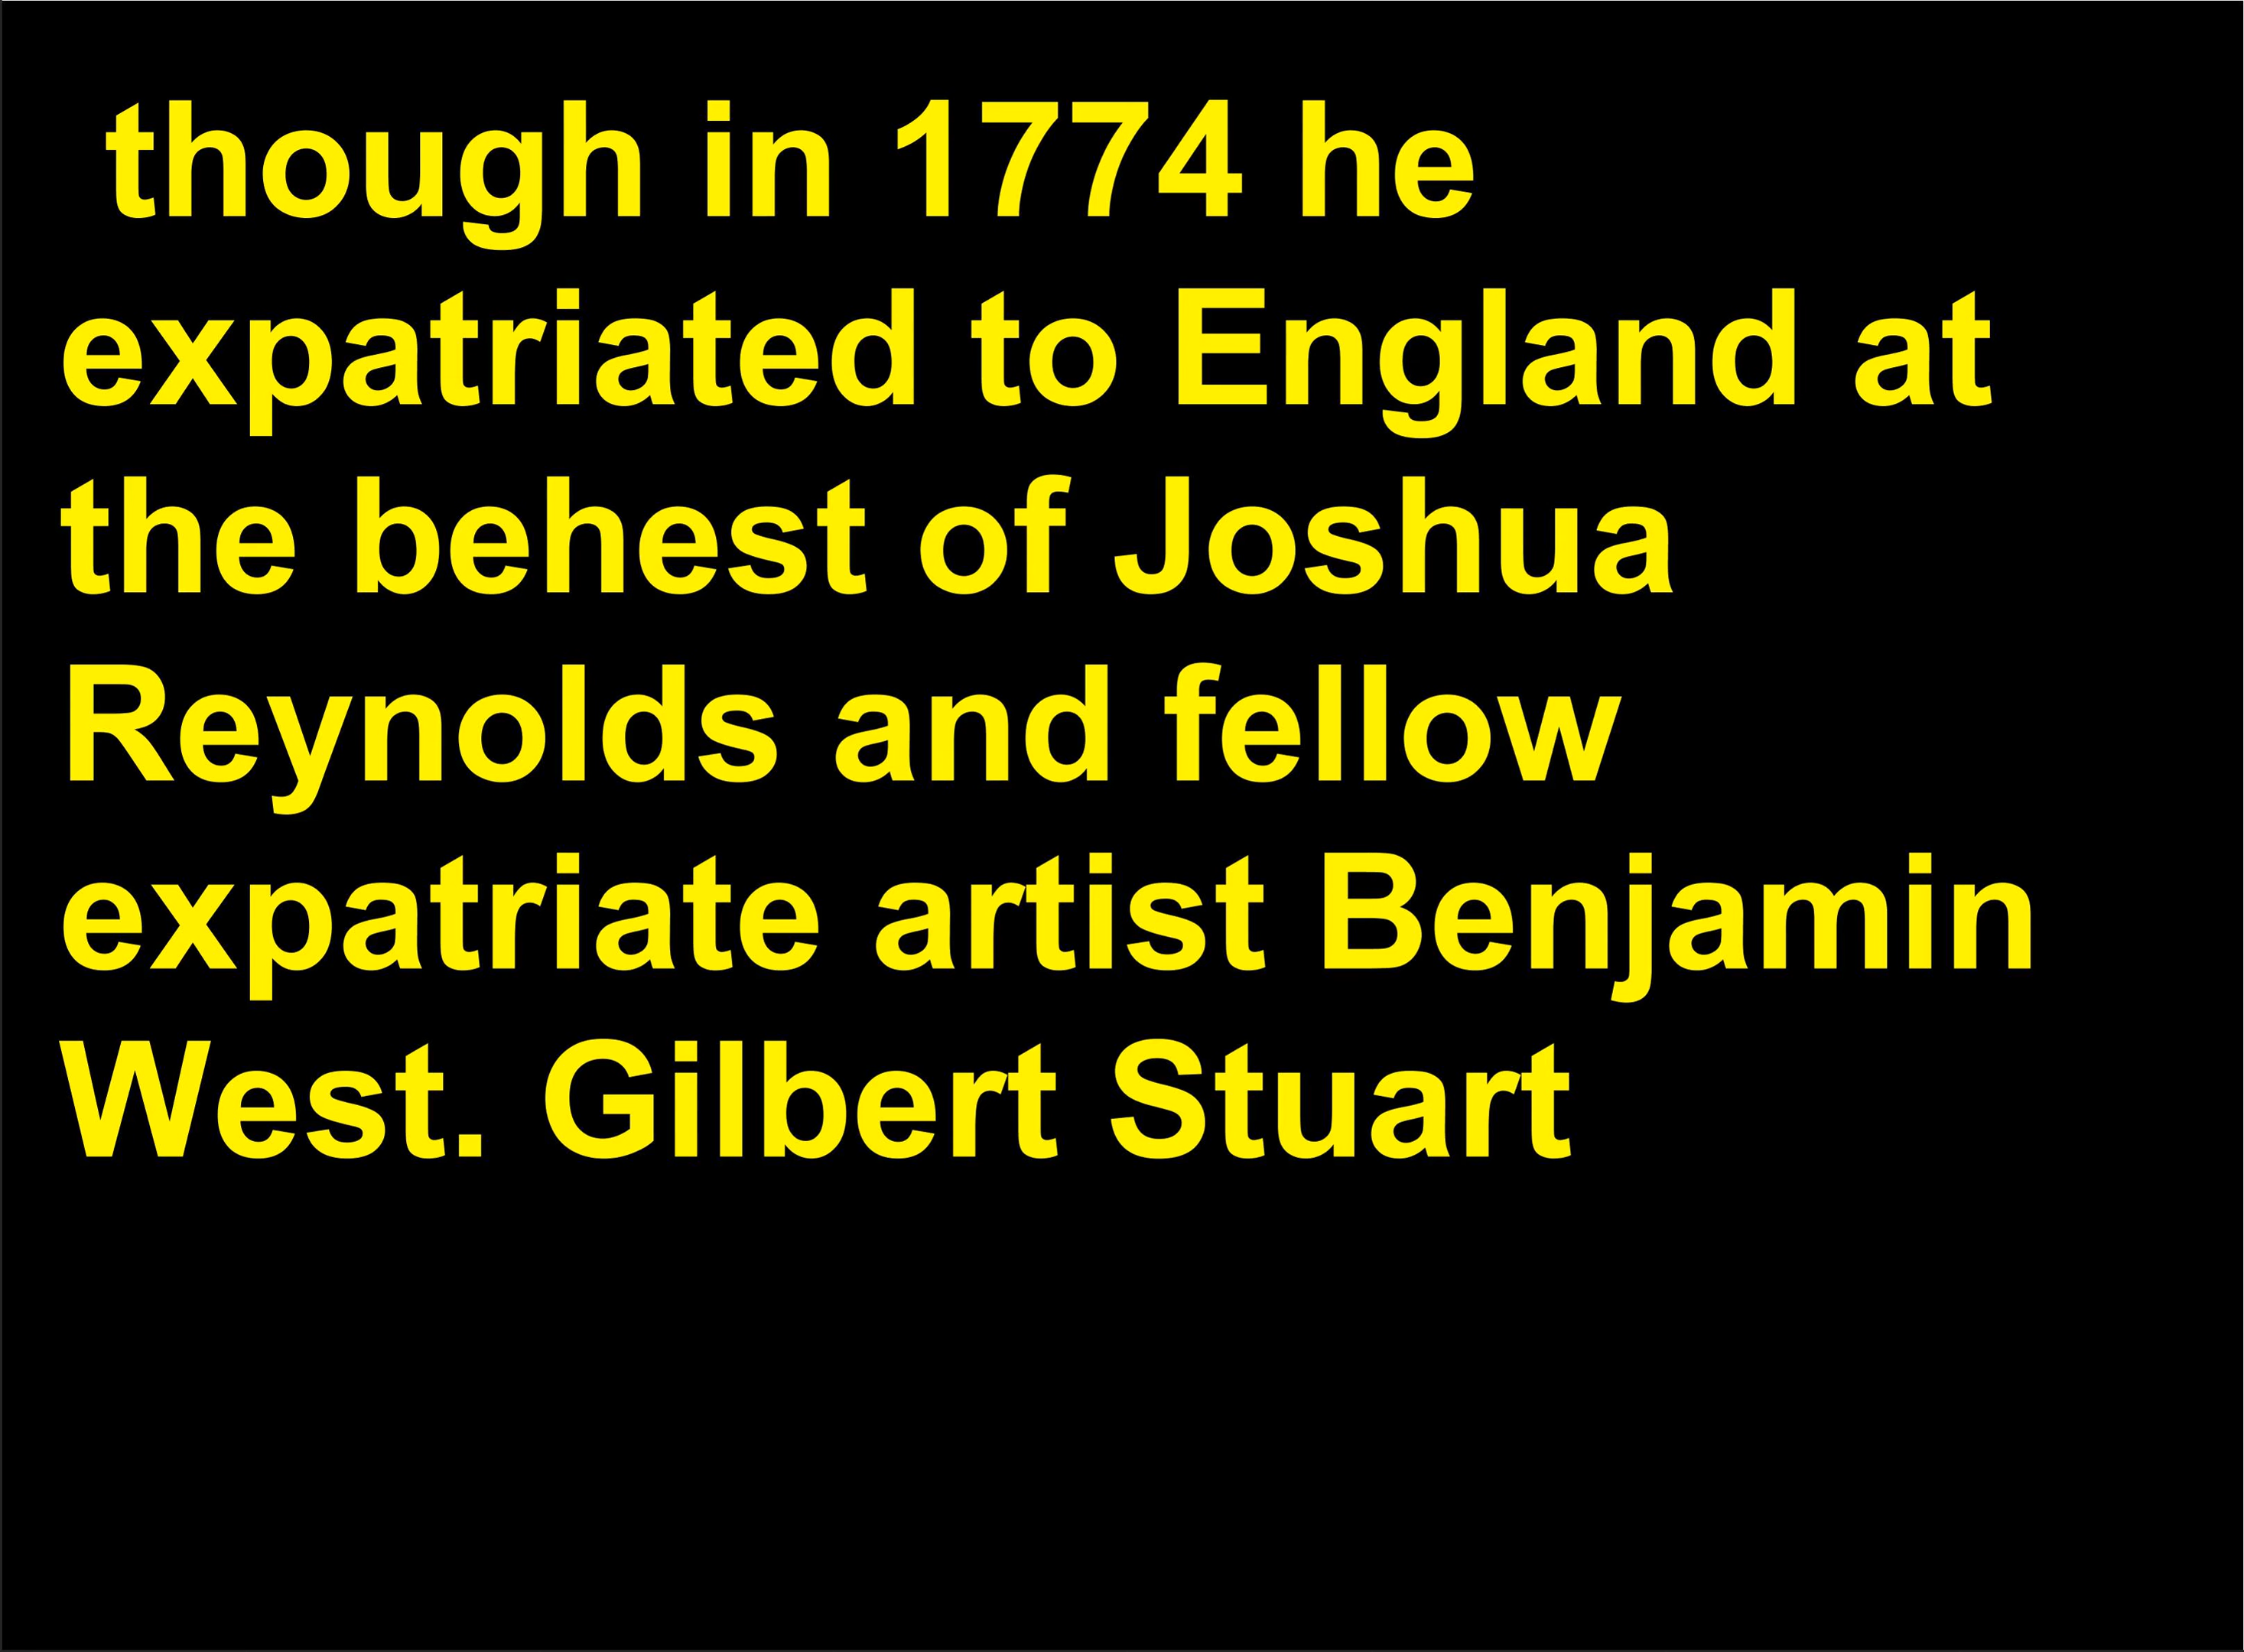 though in 1774 he
expatriated to England at
the behest of Joshua
Reynolds and fellow
expatriate artist Benjamin
West. Gilbert Stuart